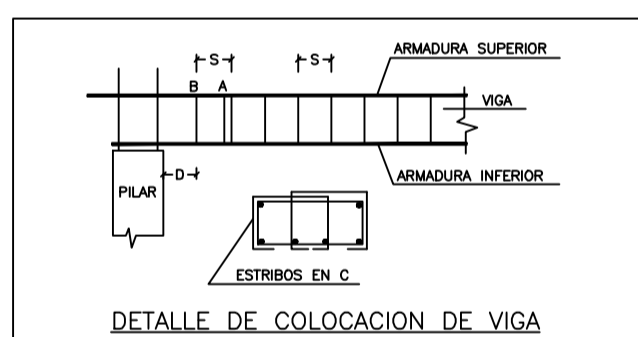 ARMADURA SUPERIOR
S
S
B
A
VIGA
D
PILAR
ARMADURA INFERIOR
ESTRIBOS EN C
DETALLE DE COLOCACION DE VIGA